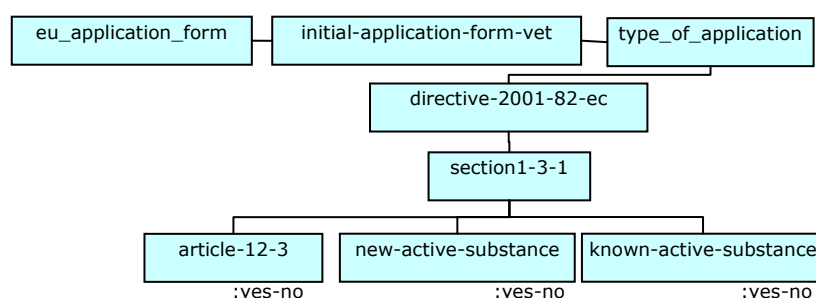 eu_application_form
initial-application-form-vet
type_of_application
directive-2001-82-ec
section1-3-1
article-12-3
new-active-substance
known-active-substance
:yes-no
:yes-no
:yes-no